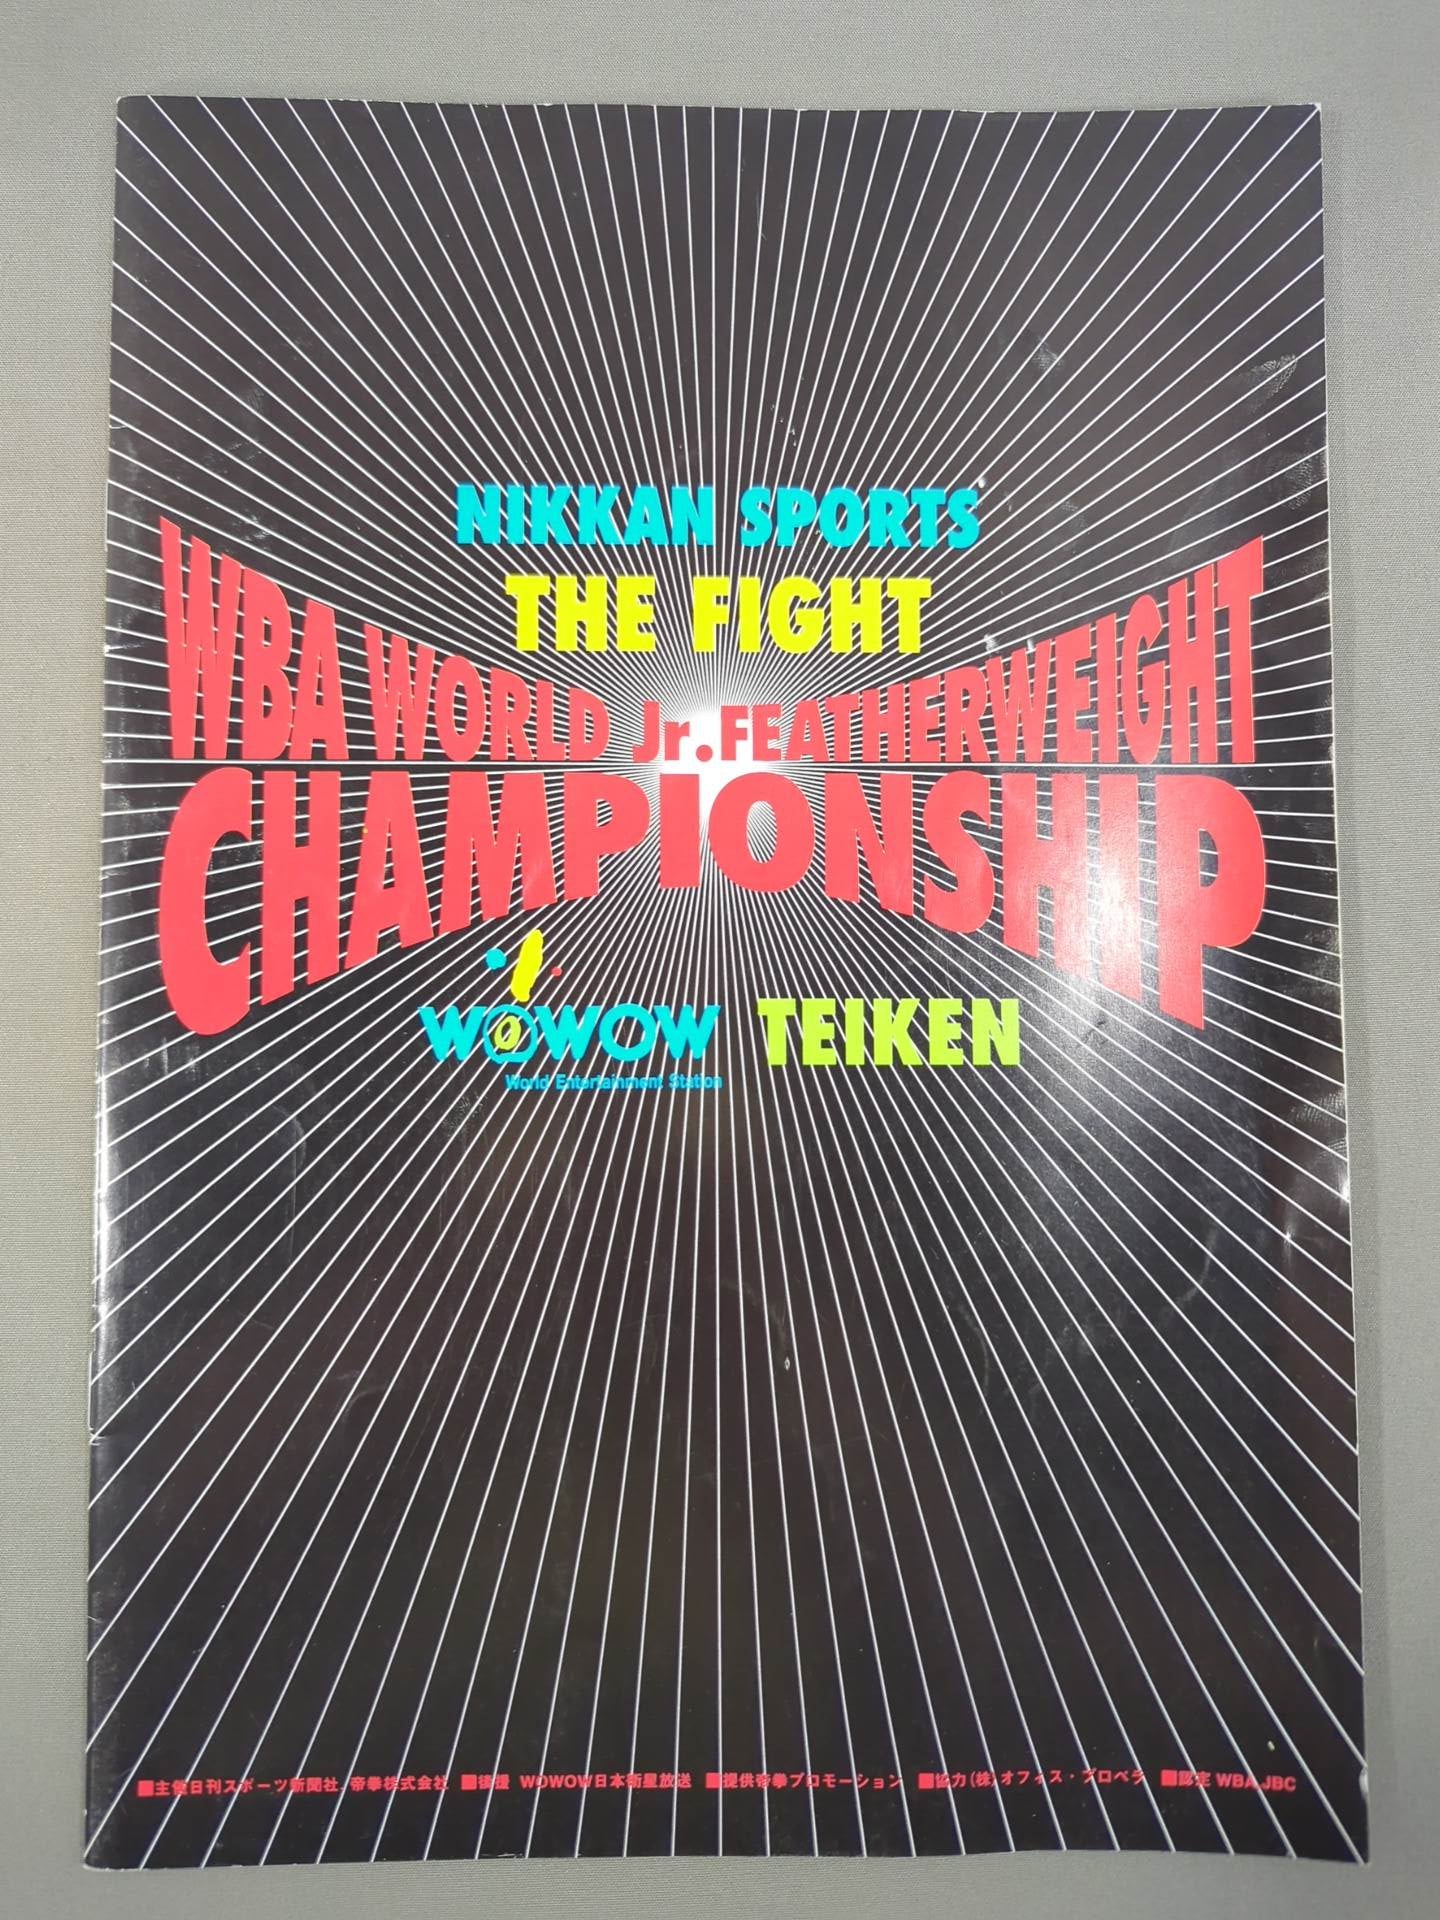 NIKKAN SPORTS
THE FIGHT
WBA WORLD Jr.FEATHERWEIGHT
CHAMPIONSHIP
WOWOW TEIKEN
World Entertainment Station
■主催日刊スポーツ新聞社、帝拳株式会社 ■後援 WOWOW日本衛星放送 ■提供帝拳プロモーション ■協力(株)オフィス・プロペラ ■認定 WBA,JBC